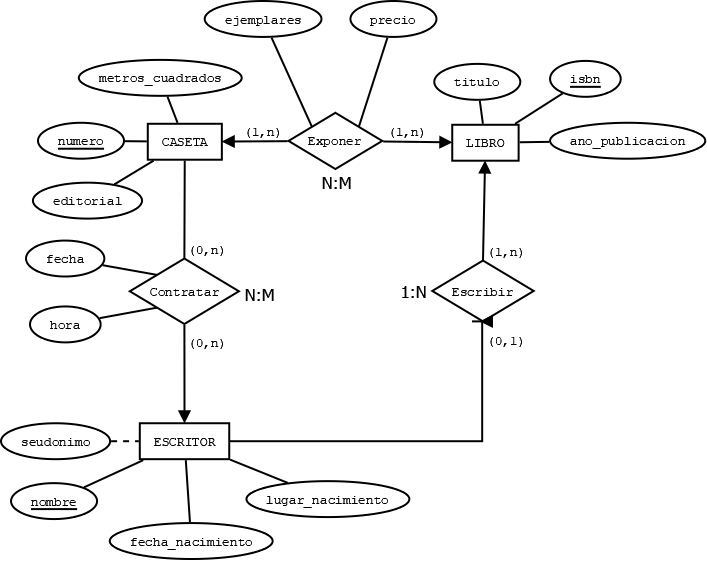 ejemplares
precio
metros_cuadrados
titulo
isbn
numero
CASETA
(1,n)
Exponer
(1,n)
LIBRO
ano_publicacion
N:M
editorial
fecha
(0,n)
(1,n)
Contratar
N:M
1:N
Escribir
hora
(0,n)
(0,1)
seudonimo
ESCRITOR
nombre
lugar_nacimiento
fecha_nacimiento